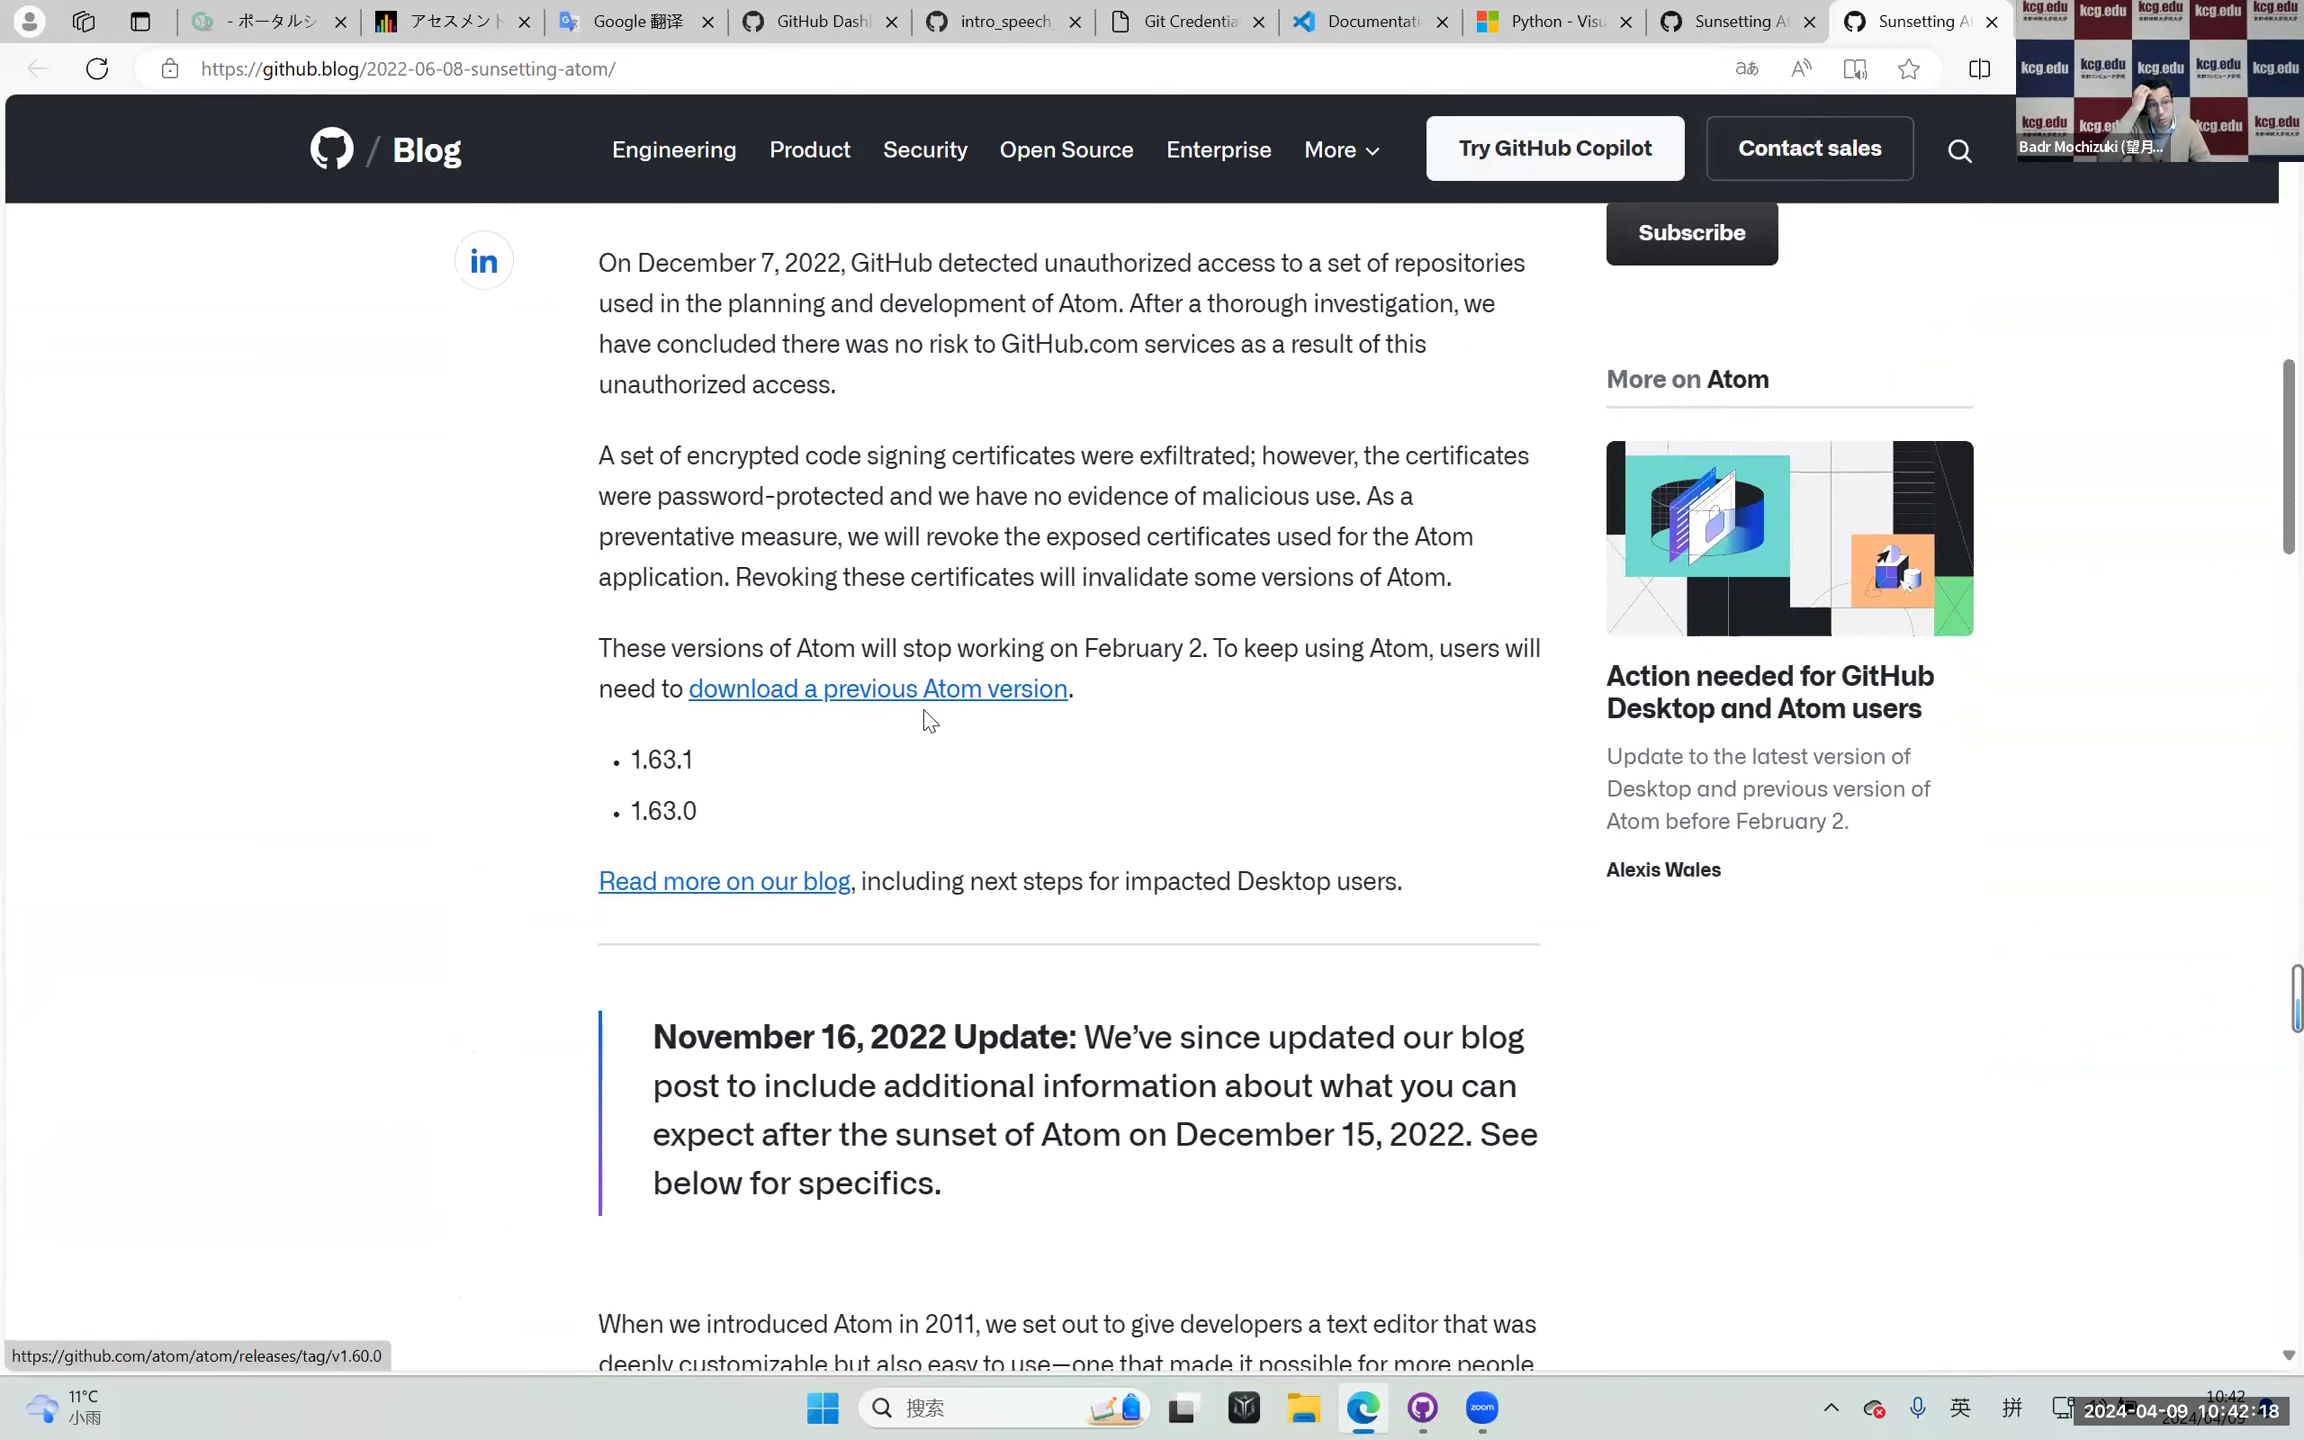 - ポータルシ
アセスメント
Google 翻译
GitHub Dash
intro_speech_
Git Credentia
Documentati
Python - Visu
Sunsetting At
Sunsetting At
https://github.blog/2022-06-08-sunsetting-atom/
/ Blog
Engineering
Product
Security
Open Source
Enterprise
More
Try GitHub Copilot
Contact sales
kcg.edu kcg.edu kcg.edu kcg.edu kcg.edu
kcg.edu kcg.edu kcg.edu kcg.edu kcg.edu
kcg.edu kcg.edu kcg.edu
Badr Mochizuki (望月...
in
Subscribe
On December 7, 2022, GitHub detected unauthorized access to a set of repositories
used in the planning and development of Atom. After a thorough investigation, we
have concluded there was no risk to GitHub.com services as a result of this
unauthorized access.
A set of encrypted code signing certificates were exfiltrated; however, the certificates
were password-protected and we have no evidence of malicious use. As a
preventative measure, we will revoke the exposed certificates used for the Atom
application. Revoking these certificates will invalidate some versions of Atom.
These versions of Atom will stop working on February 2. To keep using Atom, users will
need to download a previous Atom version.
• 1.63.1
• 1.63.0
Read more on our blog, including next steps for impacted Desktop users.
November 16, 2022 Update: We’ve since updated our blog
post to include additional information about what you can
expect after the sunset of Atom on December 15, 2022. See
below for specifics.
When we introduced Atom in 2011, we set out to give developers a text editor that was
deeply customizable but also easy to use—one that made it possible for more people
More on Atom
Action needed for GitHub
Desktop and Atom users
Update to the latest version of
Desktop and previous version of
Atom before February 2.
Alexis Wales
https://github.com/atom/atom/releases/tag/v1.60.0
11°C
小雨
搜索
zoom
英
拼
10:42
2024-04-09 10:42:18